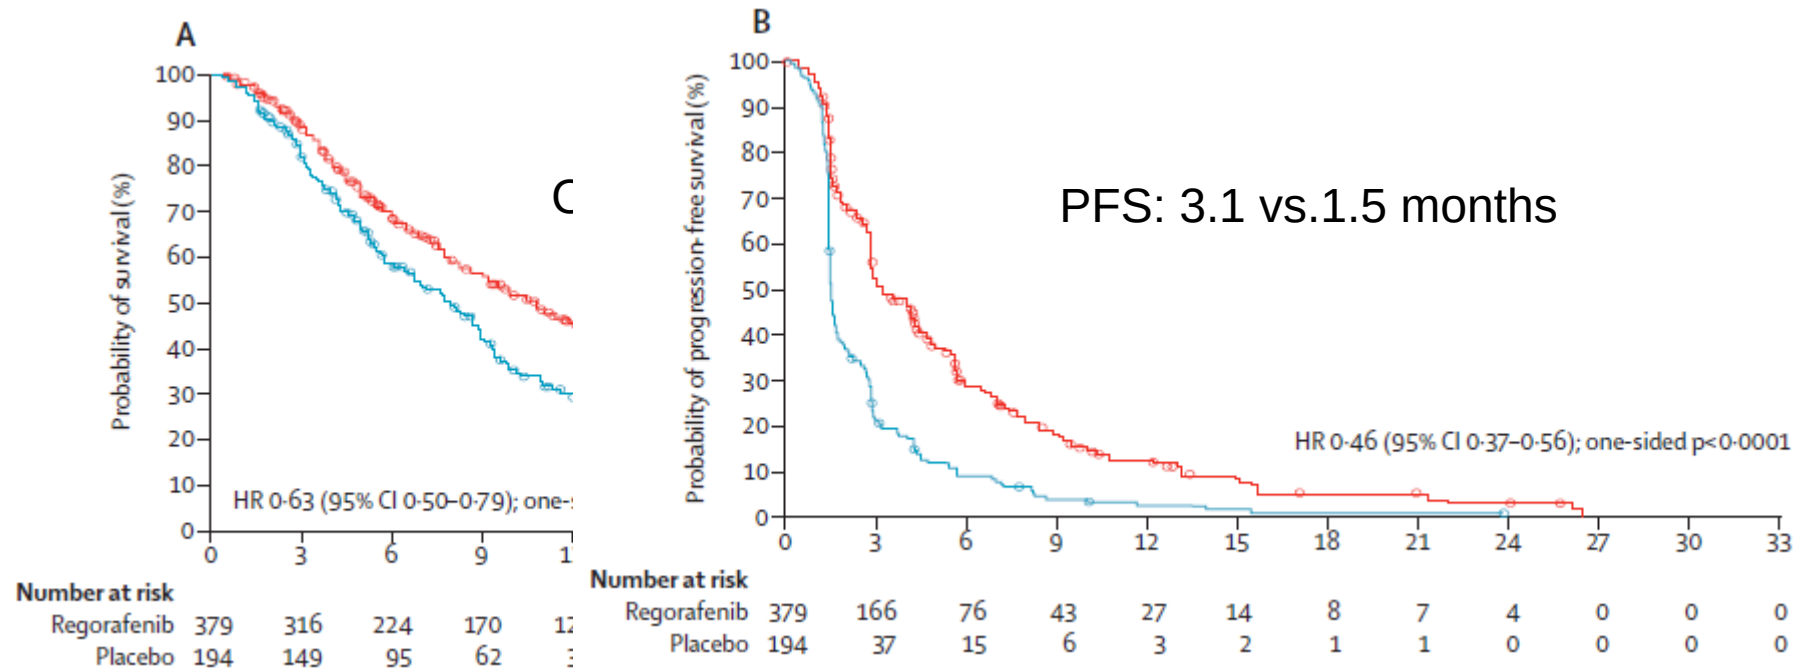 A
100
90
80
70
60
50
40
30
20
10
0
Probability of survival (%)
HR 0·63 (95% CI 0·50–0·79); one-
0 3 6 9
Number at risk
Regorafenib 379 316 224 170
Placebo 194 149 95 62
B
100
90
80
70
60
50
40
30
20
10
0
Probability of progression-free survival (%)
PFS: 3.1 vs.1.5 months
HR 0·46 (95% CI 0·37–0·56); one-sided p<0·0001
0 3 6 9 12 15 18 21 24 27 30 33
Number at risk
Regorafenib 379 166 76 43 27 14 8 7 4 0 0 0
Placebo 194 37 15 6 3 2 1 1 0 0 0 0